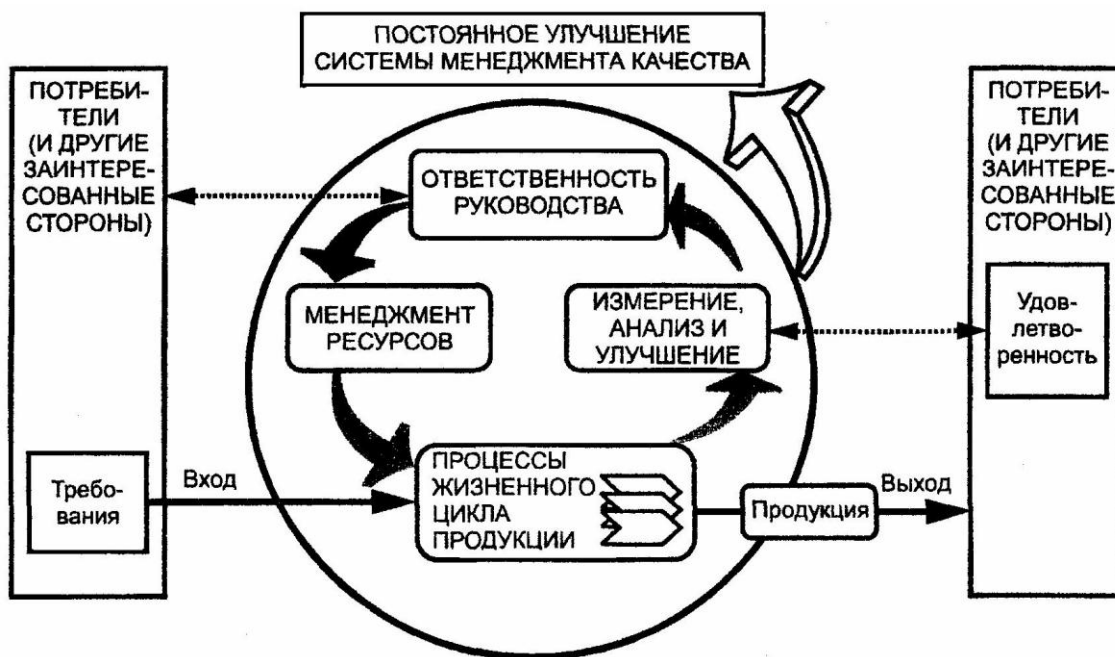 ПОСТОЯННОЕ УЛУЧШЕНИЕ
СИСТЕМЫ МЕНЕДЖМЕНТА КАЧЕСТВА
ПОТРЕБИ-
ТЕЛИ
(И ДРУГИЕ
ЗАИНТЕРЕ-
СОВАННЫЕ
СТОРОНЫ)
Требо-
вания
Вход
ОТВЕТСТВЕННОСТЬ
РУКОВОДСТВА
МЕНЕДЖМЕНТ
РЕСУРСОВ
ИЗМЕРЕНИЕ,
АНАЛИЗ И
УЛУЧШЕНИЕ
ПРОЦЕССЫ
ЖИЗНЕННОГО
ЦИКЛА
ПРОДУКЦИИ
Продукция
Выход
ПОТРЕБИ-
ТЕЛИ
(И ДРУГИЕ
ЗАИНТЕРЕ-
СОВАННЫЕ
СТОРОНЫ)
Удов-
летво-
ренность